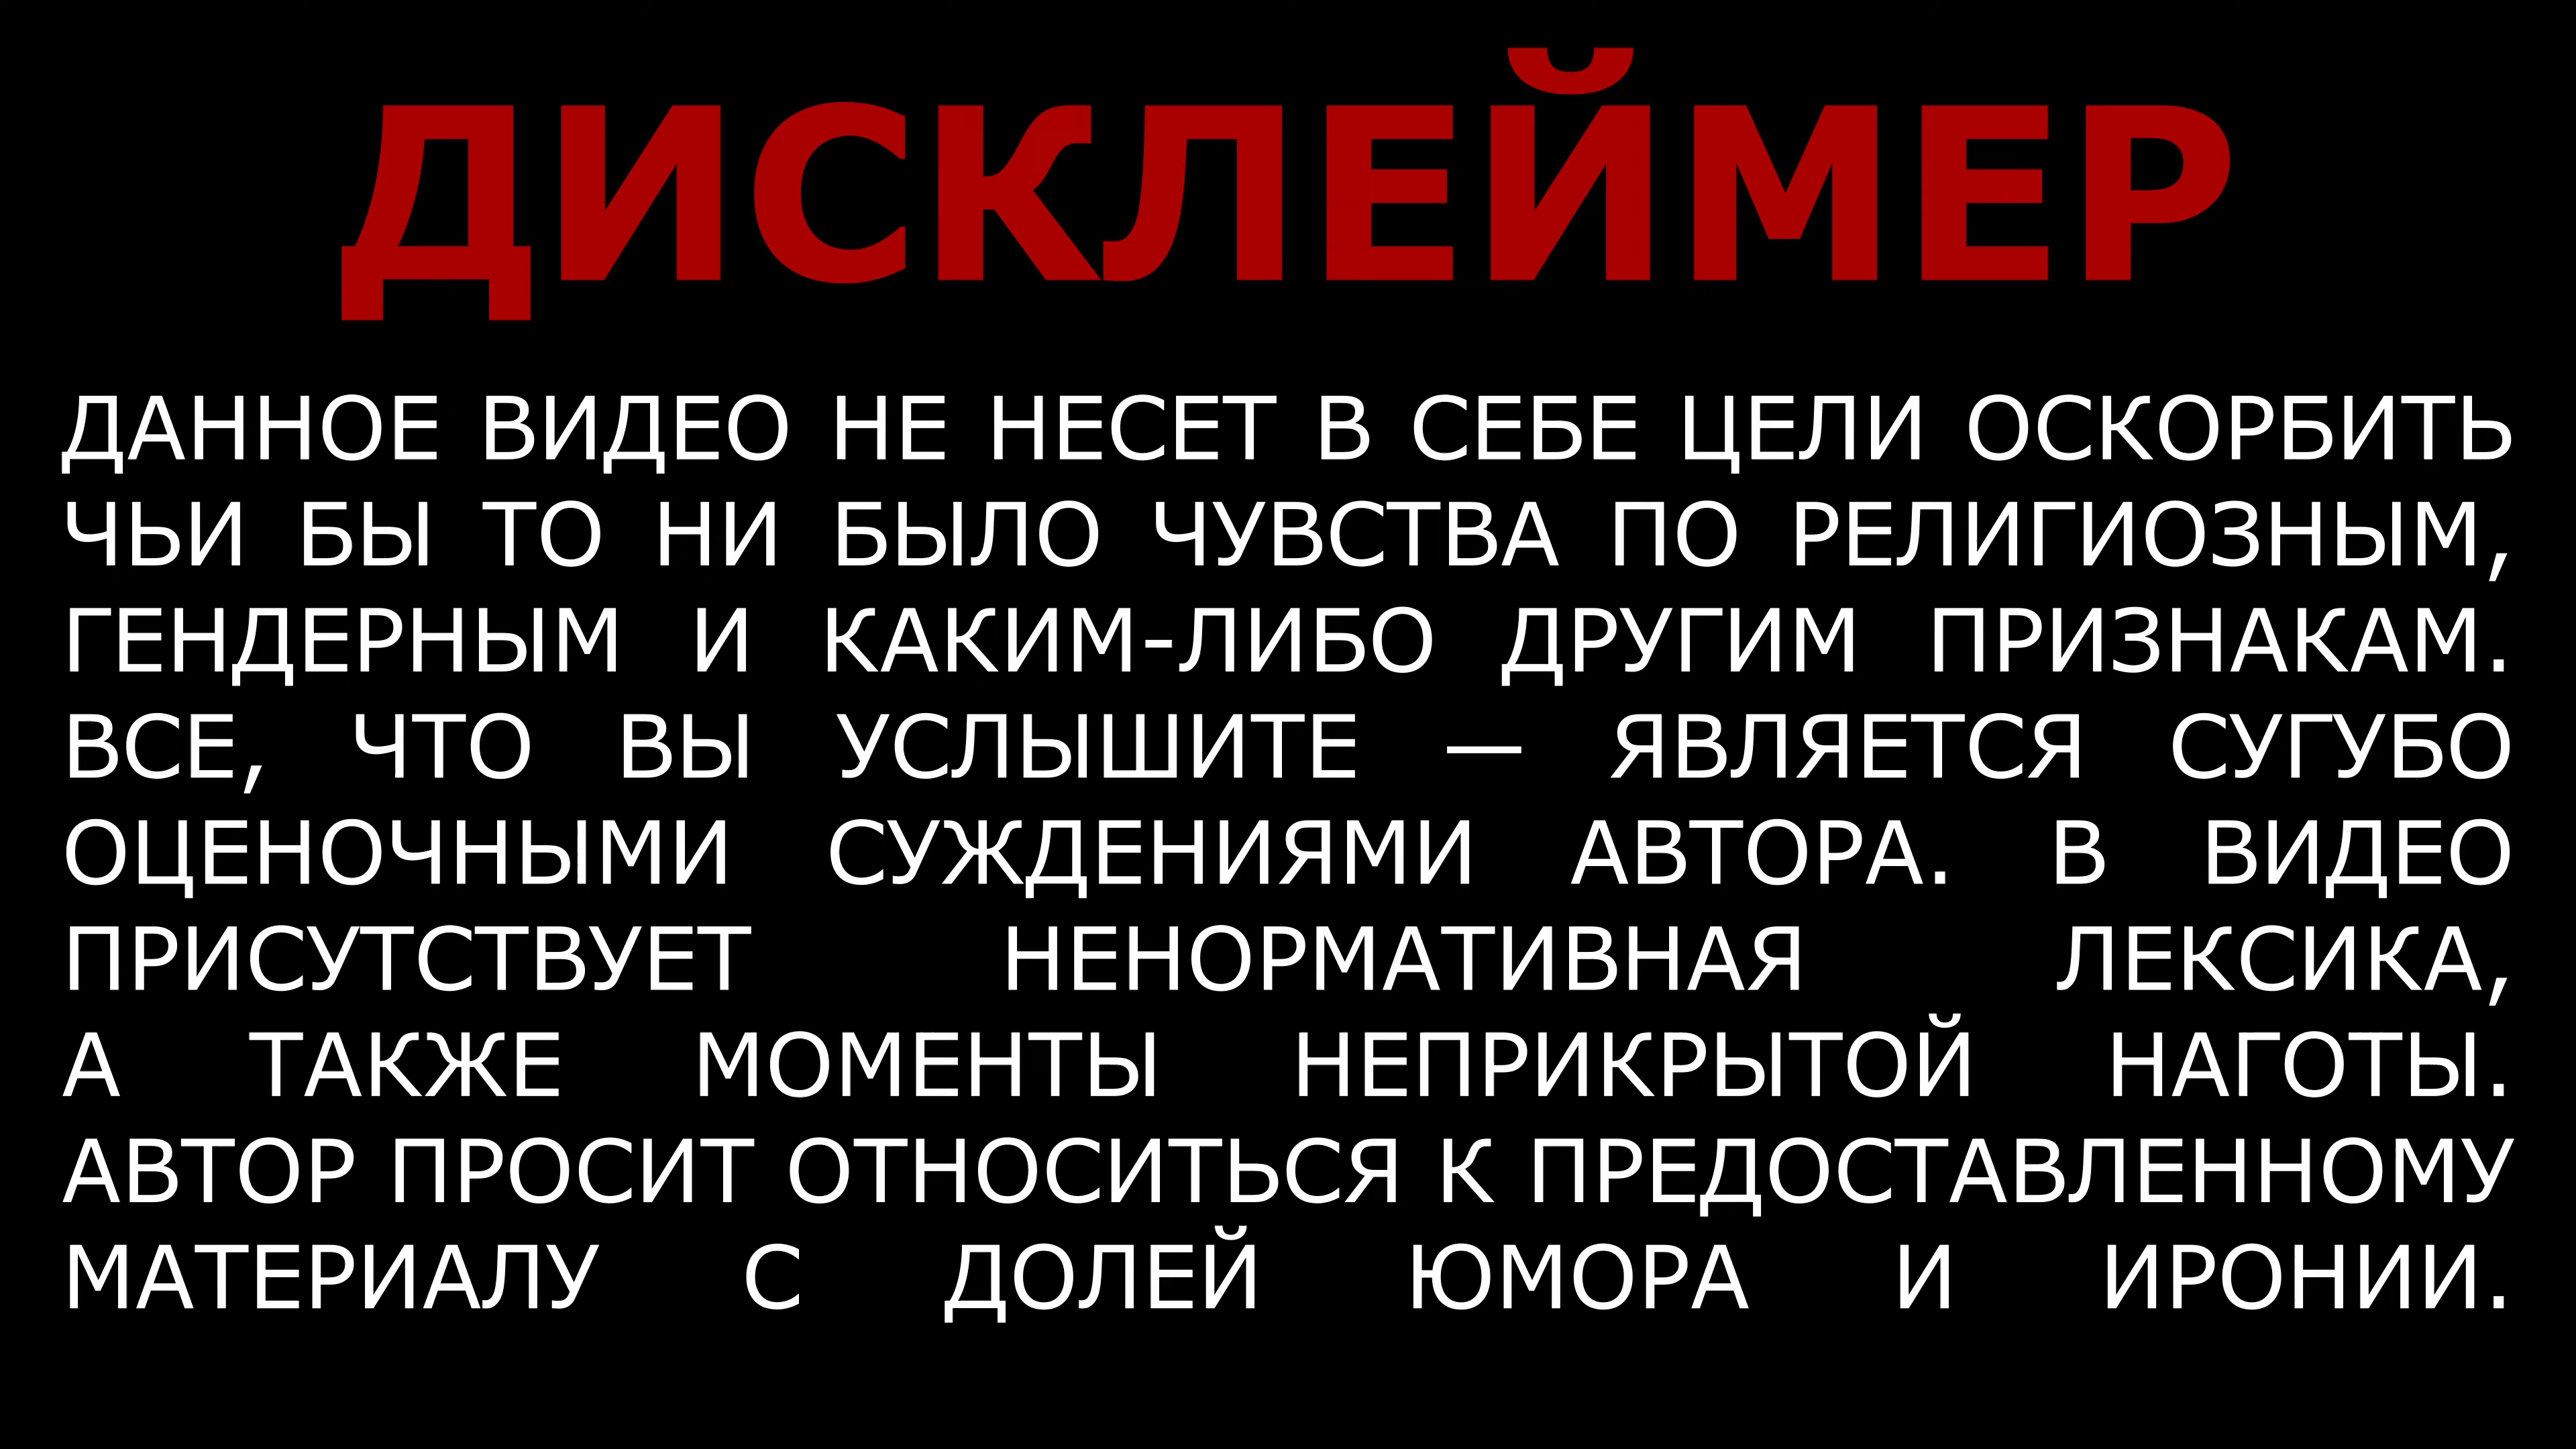 ДИСКЛЕЙМЕР
ДАННОЕ ВИДЕО НЕ НЕСЕТ В СЕБЕ ЦЕЛИ ОСКОРБИТЬ
ЧЬИ БЫ ТО НИ БЫЛО ЧУВСТВА ПО РЕЛИГИОЗНЫМ,
ГЕНДЕРНЫМ И КАКИМ-ЛИБО ДРУГИМ ПРИЗНАКАМ.
ВСЕ, ЧТО ВЫ УСЛЫШИТЕ — ЯВЛЯЕТСЯ СУГУБО
ОЦЕНОЧНЫМИ СУЖДЕНИЯМИ АВТОРА. В ВИДЕО
ПРИСУТСТВУЕТ НЕНОРМАТИВНАЯ ЛЕКСИКА,
А ТАКЖЕ МОМЕНТЫ НЕПРИКРЫТОЙ НАГОТЫ.
АВТОР ПРОСИТ ОТНОСИТЬСЯ К ПРЕДОСТАВЛЕННОМУ
МАТЕРИАЛУ С ДОЛЕЙ ЮМОРА И ИРОНИИ.